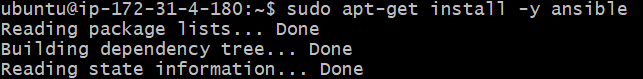 ubuntu@ip-172-31-4-180:~$ sudo apt-get install -y ansible
Reading package lists... Done
Building dependency tree... Done
Reading state information... Done